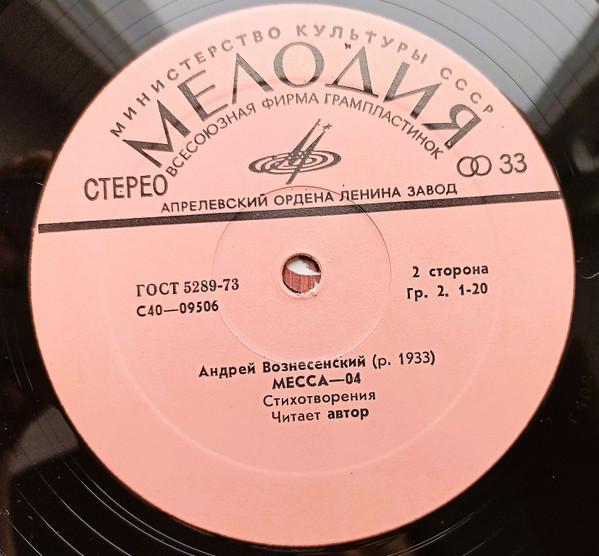 МИНИСТЕРСТВО КУЛЬТУРЫ СССР
МЕЛОДИЯ
ВСЕСОЮЗНАЯ ФИРМА ГРАМПЛАСТИНОК
СТЕРЕО
33
АПРЕЛЕВСКИЙ ОРДЕНА ЛЕНИНА ЗАВОД
ГОСТ 5289-73
С40—09506
2 сторона
Гр. 2. 1-20
Андрей Вознесенский (р. 1933)
МЕССА—04
Стихотворения
Читает автор